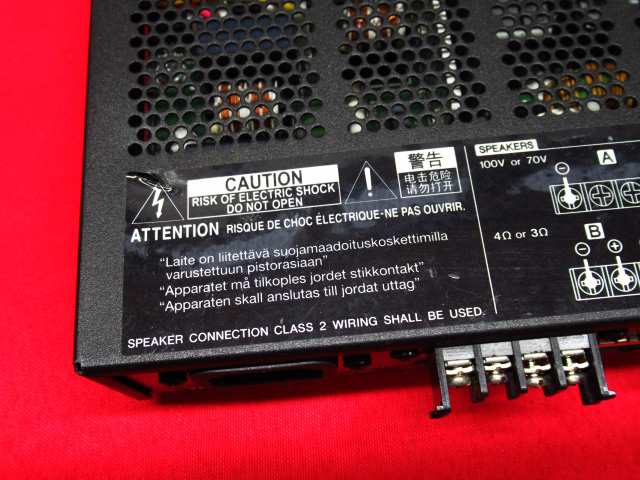 CAUTION
RISK OF ELECTRIC SHOCK
DO NOT OPEN
警告
电击危险
请勿打开
ATTENTION RISQUE DE CHOC ÉLECTRIQUE-NE PAS OUVRIR.
“Laite on liitettävä suojamaadoituskoskettimilla
varustettuun pistorasiaan”
“Apparatet må tilkoples jordet stikkontakt”
“Apparaten skall anslutas till jordat uttag”
SPEAKER CONNECTION CLASS 2 WIRING SHALL BE USED.
SPEAKERS
100V or 70V
A
4Ω or 3Ω
B